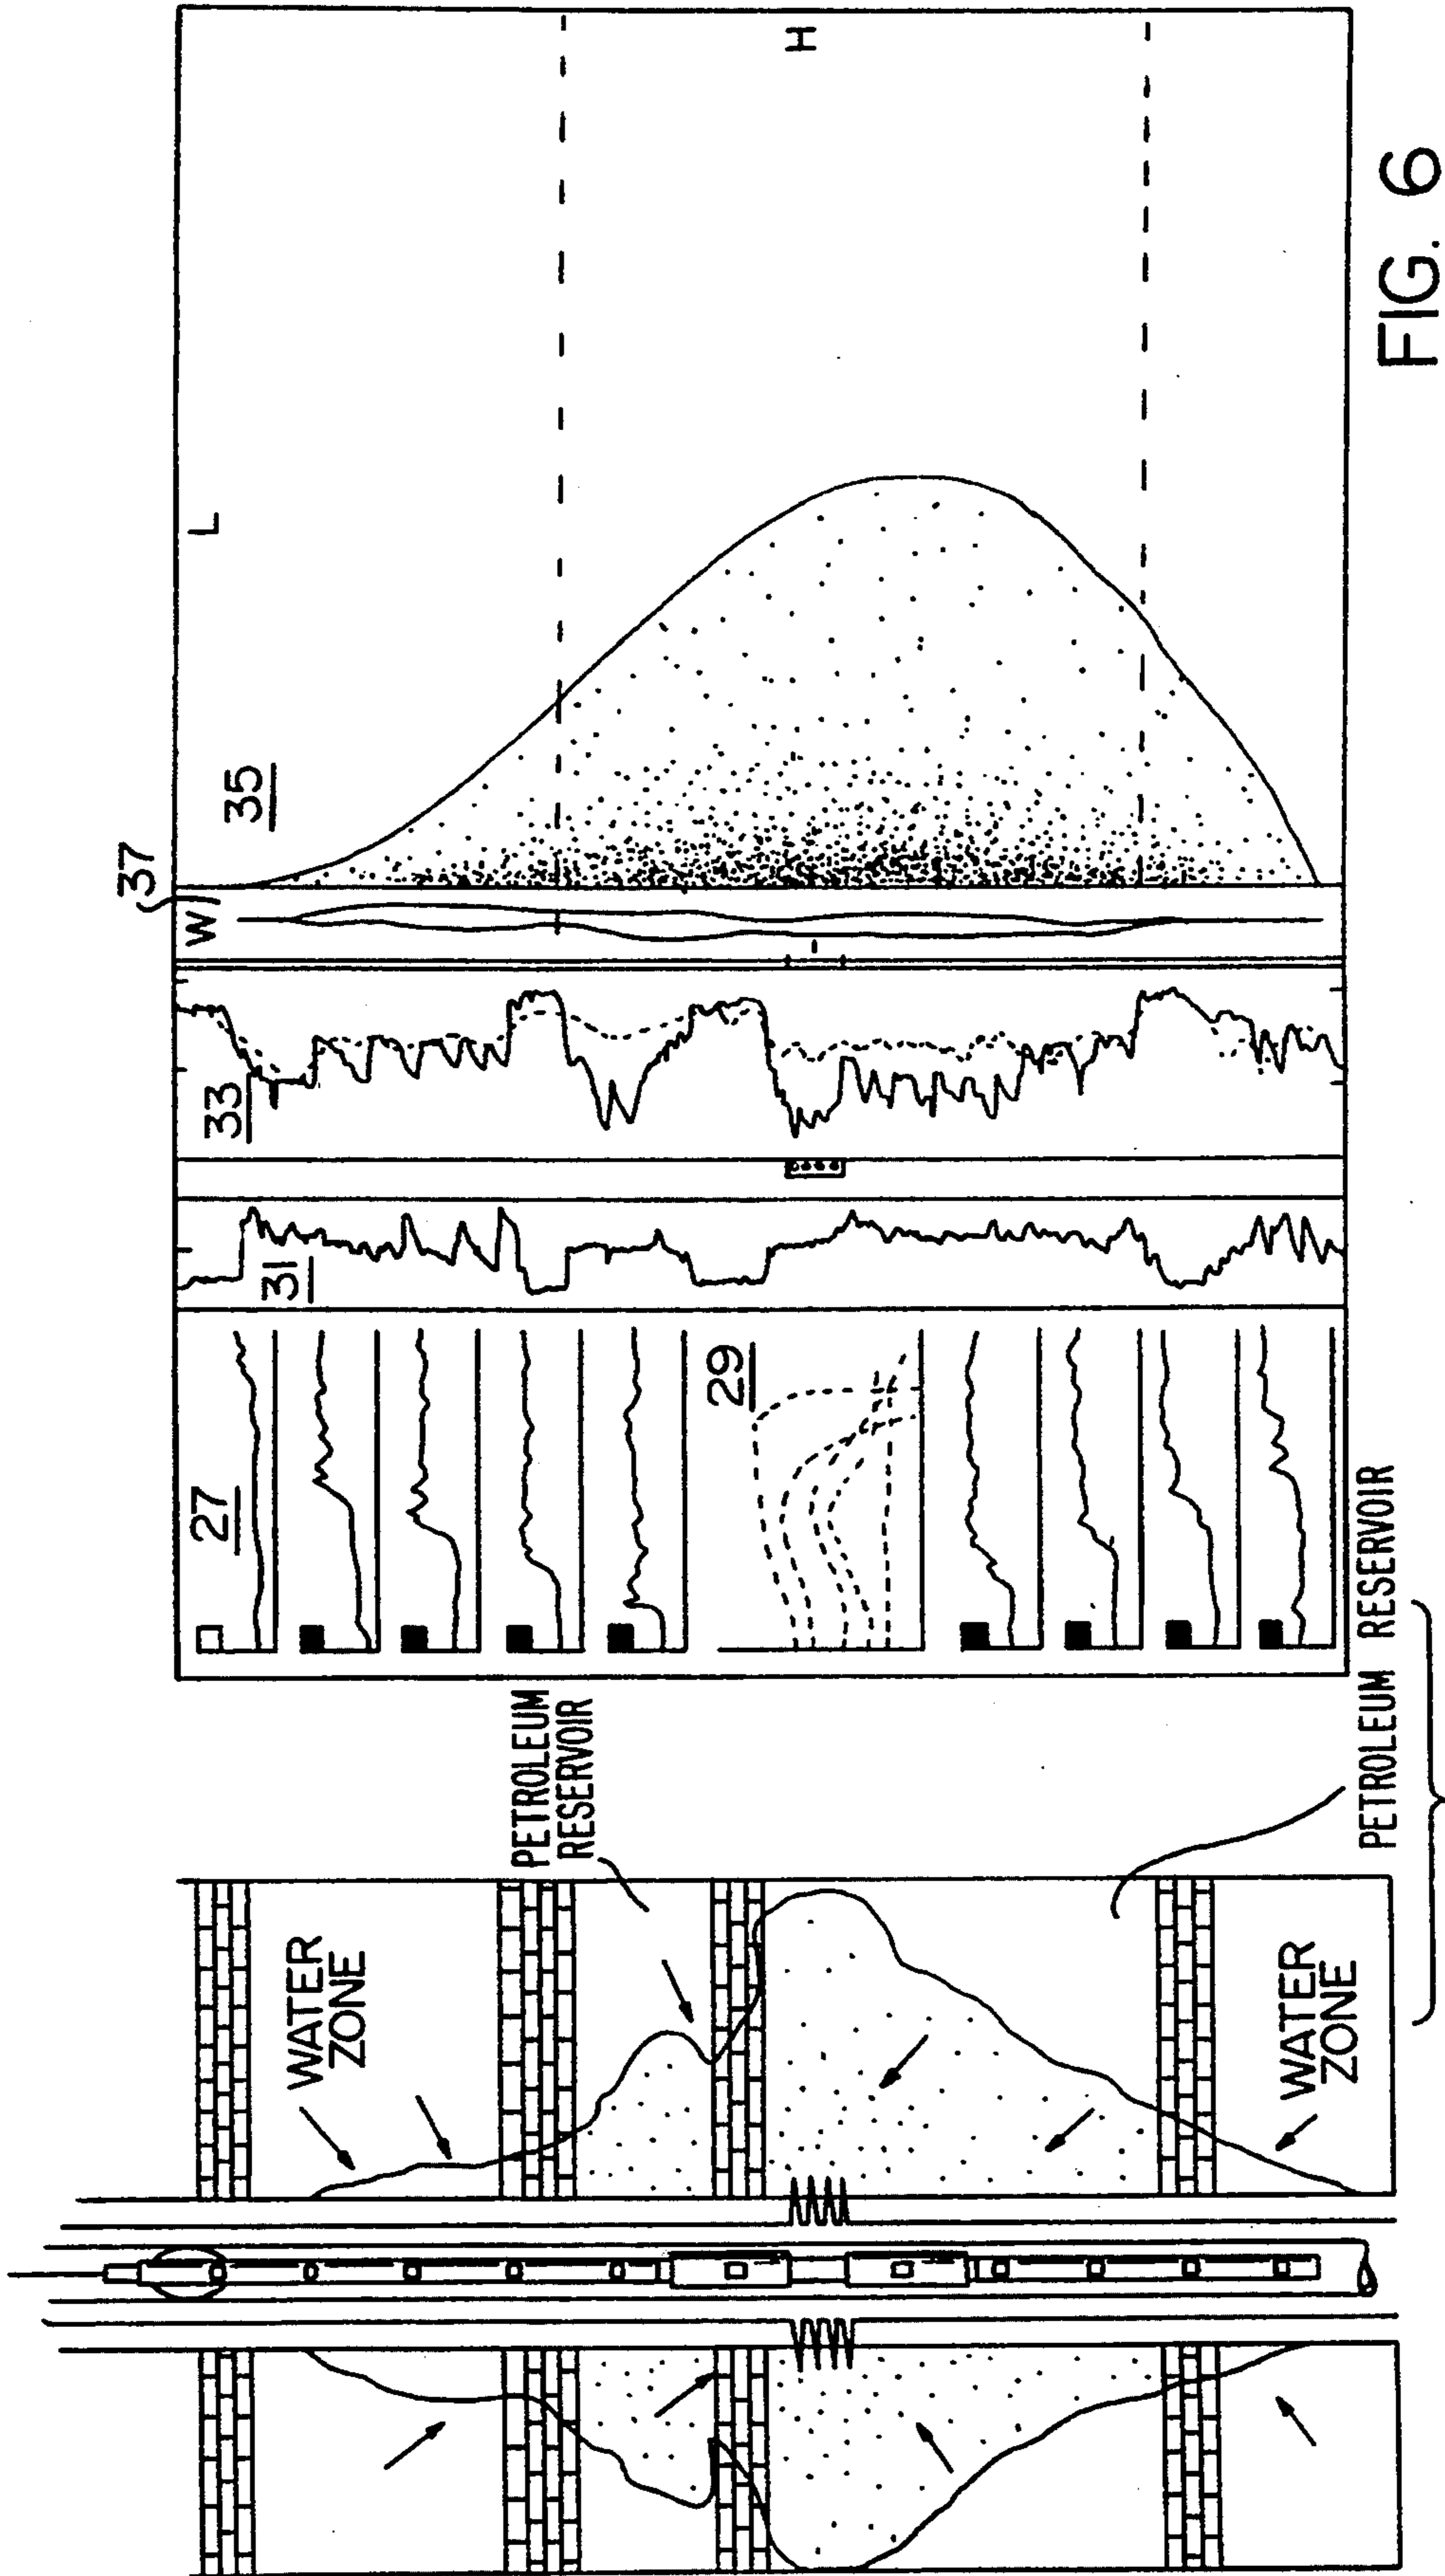 WATER
ZONE
PETROLEUM
RESERVOIR
WATER
ZONE
PETROLEUM RESERVOIR
27
29
31
33
W
37
35
L
H
FIG. 6